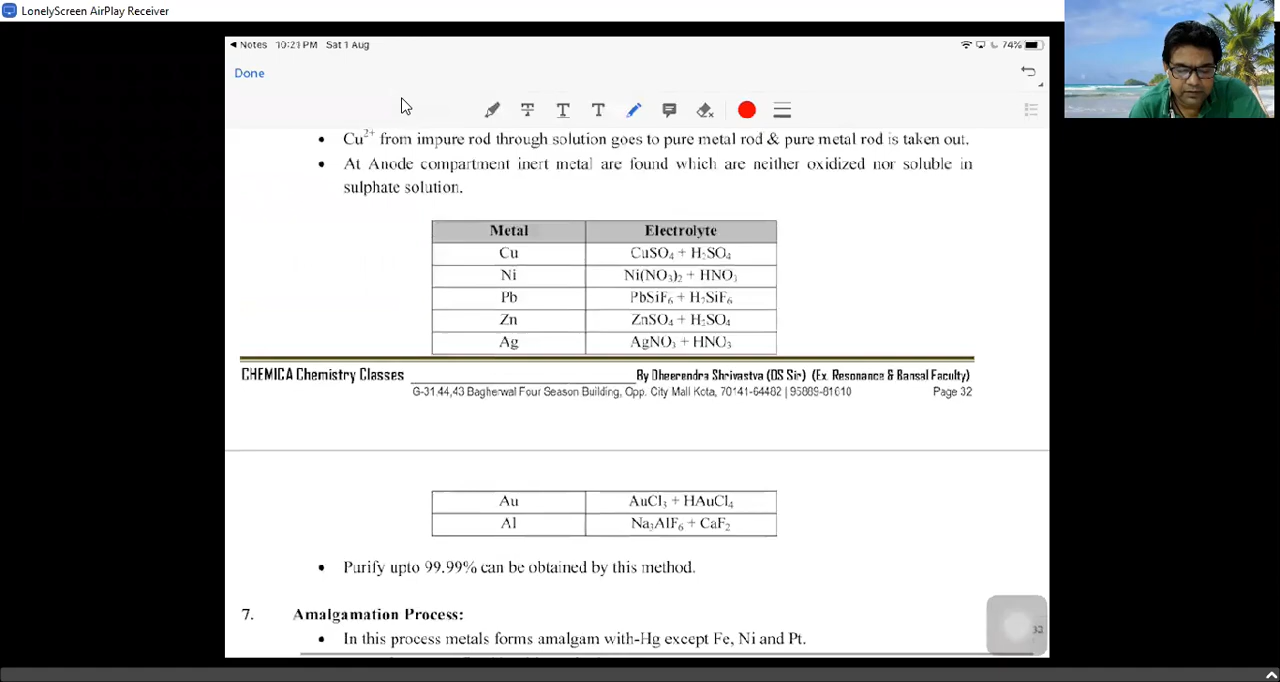 LonelyScreen AirPlay Receiver
Notes 10:21PM Sat 1 Aug 74%
Done
T T T
• Cu2+ from impure rod through solution goes to pure metal rod & pure metal rod is taken out.
• At Anode compartment inert metal are found which are neither oxidized nor soluble in
sulphate solution.
Metal Electrolyte
Cu CuSO4 + H2SO4
Ni Ni(NO3)2 + HNO3
Pb PbSiF6 + H2SiF6
Zn ZnSO4 + H2SO4
Ag AgNO3 + HNO3
CHEMICA Chemistry Classes ____________________ By Dheerendra Shrivastva (DS Sir) (Ex. Resonance & Bansal Faculty)
G-31,44,43 Bagherwal Four Season Building, Opp. City Mall Kota, 70141-64482 | 95889-81610 Page 32
Au AuCl3 + HAuCl4
Al Na3AlF6 + CaF2
• Purify upto 99.99% can be obtained by this method.
7. Amalgamation Process:
32
• In this process metals forms amalgam with-Hg except Fe, Ni and Pt.